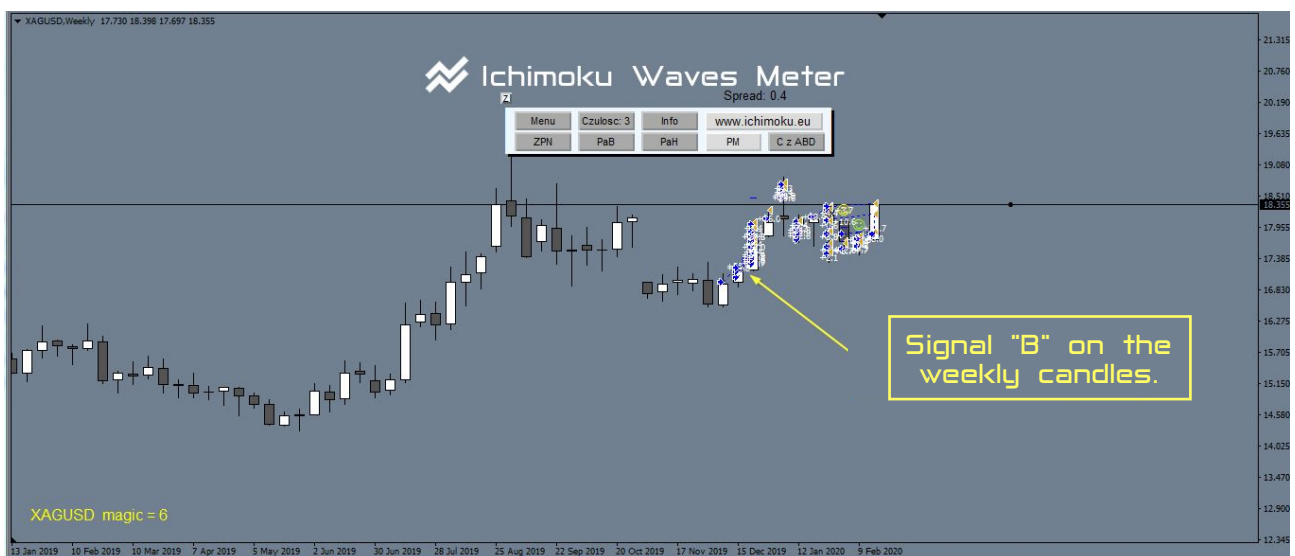 XAGUSD,Weekly 17.730 18.398 17.697 18.355
Ichimoku Waves Meter
Spread: 0.4
Z
Menu Czulosc: 3 Info www.ichimoku.eu
ZPN PaB PaH PM C z ABD
21.315
20.760
20.190
19.635
19.080
18.510
18.355
17.955
17.385
16.830
16.275
15.705
15.150
14.580
14.025
13.470
12.900
12.345
Signal "B" on the
weekly candles.
XAGUSD magic = 6
13 Jan 2019 10 Feb 2019 10 Mar 2019 7 Apr 2019 5 May 2019 2 Jun 2019 30 Jun 2019 28 Jul 2019 25 Aug 2019 22 Sep 2019 20 Oct 2019 17 Nov 2019 15 Dec 2019 12 Jan 2020 9 Feb 2020